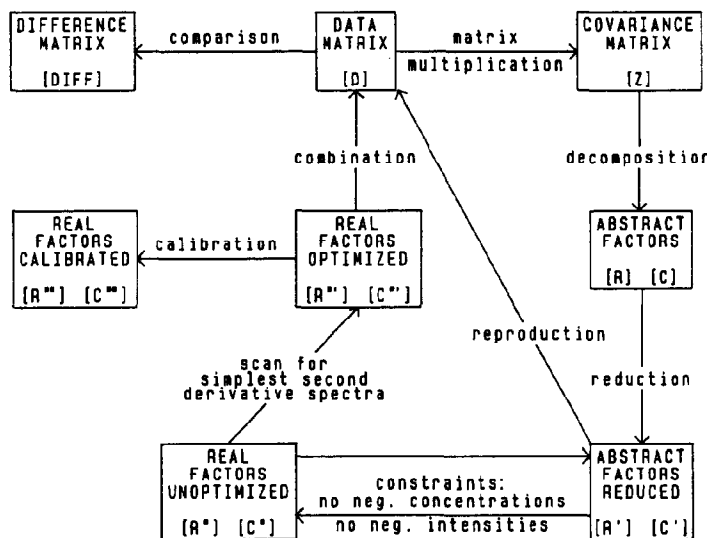 DIFFERENCE
MATRIX
[DIFF]
comparison
DATA
MATRIX
[D]
matrix
multiplication
COVARIANCE
MATRIX
[Z]
combination
decomposition
REAL
FACTORS
CALIBRATED
[R""] [C""]
calibration
REAL
FACTORS
OPTIMIZED
[R"'] [C"']
ABSTRACT
FACTORS
[R] [C]
reproduction
scan for
simplest second
derivative spectra
reduction
REAL
FACTORS
UNOPTIMIZED
[R"] [C"]
constraints:
no neg. concentrations
no neg. intensities
ABSTRACT
FACTORS
REDUCED
[R'] [C']